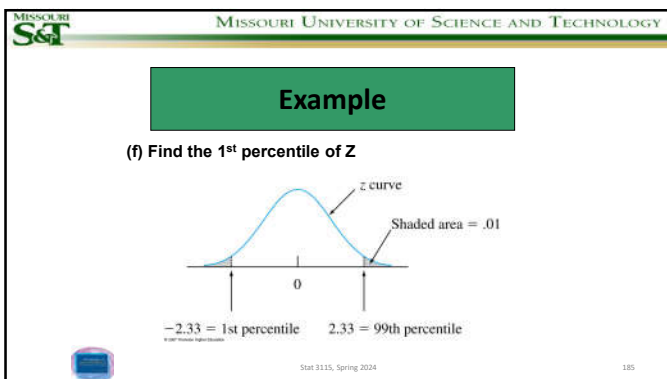 MISSOURI
S&T
MISSOURI UNIVERSITY OF SCIENCE AND TECHNOLOGY
Example
(f) Find the 1st percentile of Z
z curve
Shaded area = .01
0
−2.33 = 1st percentile
2.33 = 99th percentile
Stat 3115, Spring 2024
185